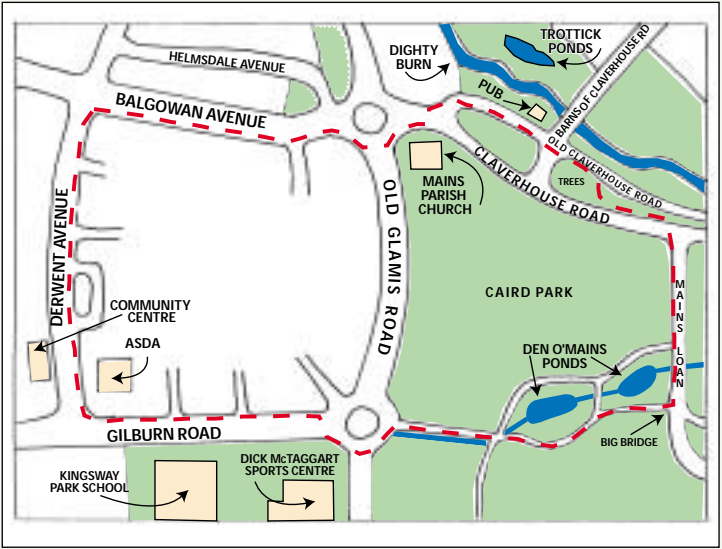 TROTTICK
PONDS
DIGHTY
BURN
HELMSDALE AVENUE
BARNS OF CLAVERHOUSE RD
PUB
BALGOWAN AVENUE
OLD CLAVERHOUSE ROAD
CLAVERHOUSE ROAD
TREES
MAINS
PARISH
CHURCH
OLD GLAMIS ROAD
DERWENT AVENUE
MAINS LOAN
CAIRD PARK
COMMUNITY
CENTRE
ASDA
DEN O'MAINS
PONDS
GILBURN ROAD
BIG BRIDGE
KINGSWAY
PARK SCHOOL
DICK McTAGGART
SPORTS CENTRE